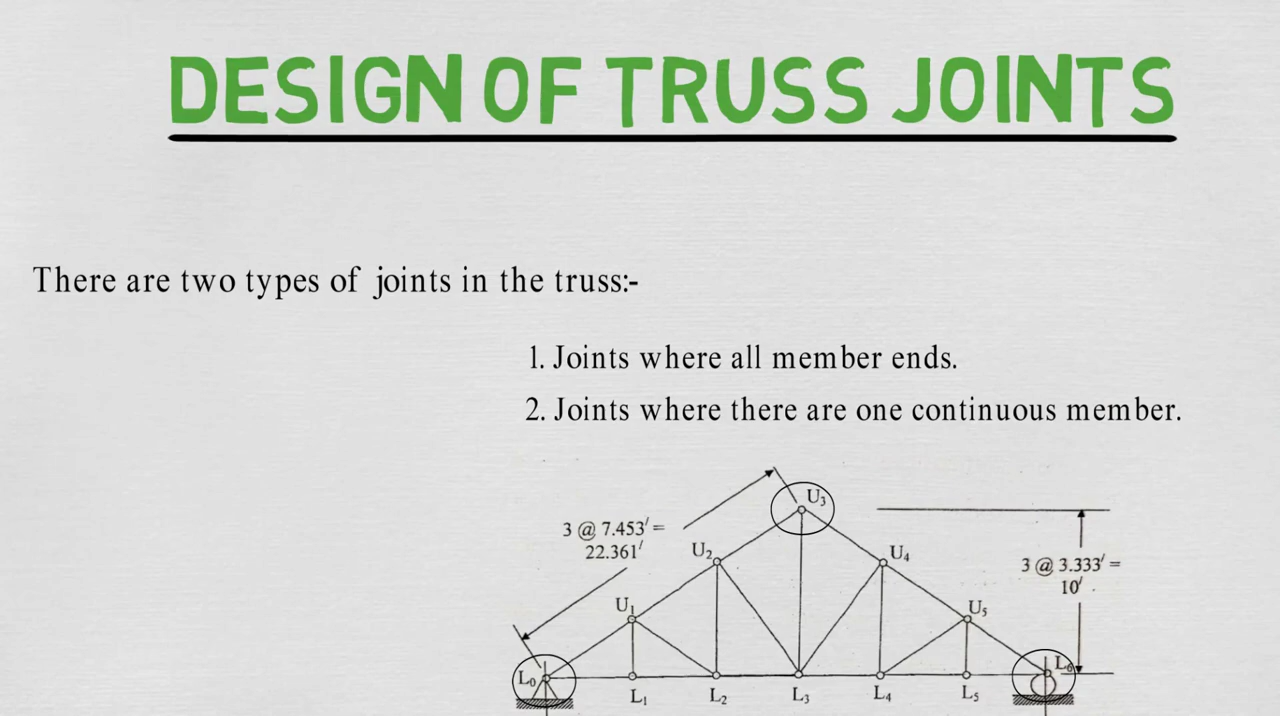 DESIGN OF TRUSS JOINTS
There are two types of joints in the truss:-
1. Joints where all member ends.
2. Joints where there are one continuous member.
U₃
3 @ 7.453′ =
22.361′
U₂
U₄
3 @ 3.333′ =
10′
U₁
U₅
L₀
L₆
L₁
L₂
L₃
L₄
L₅